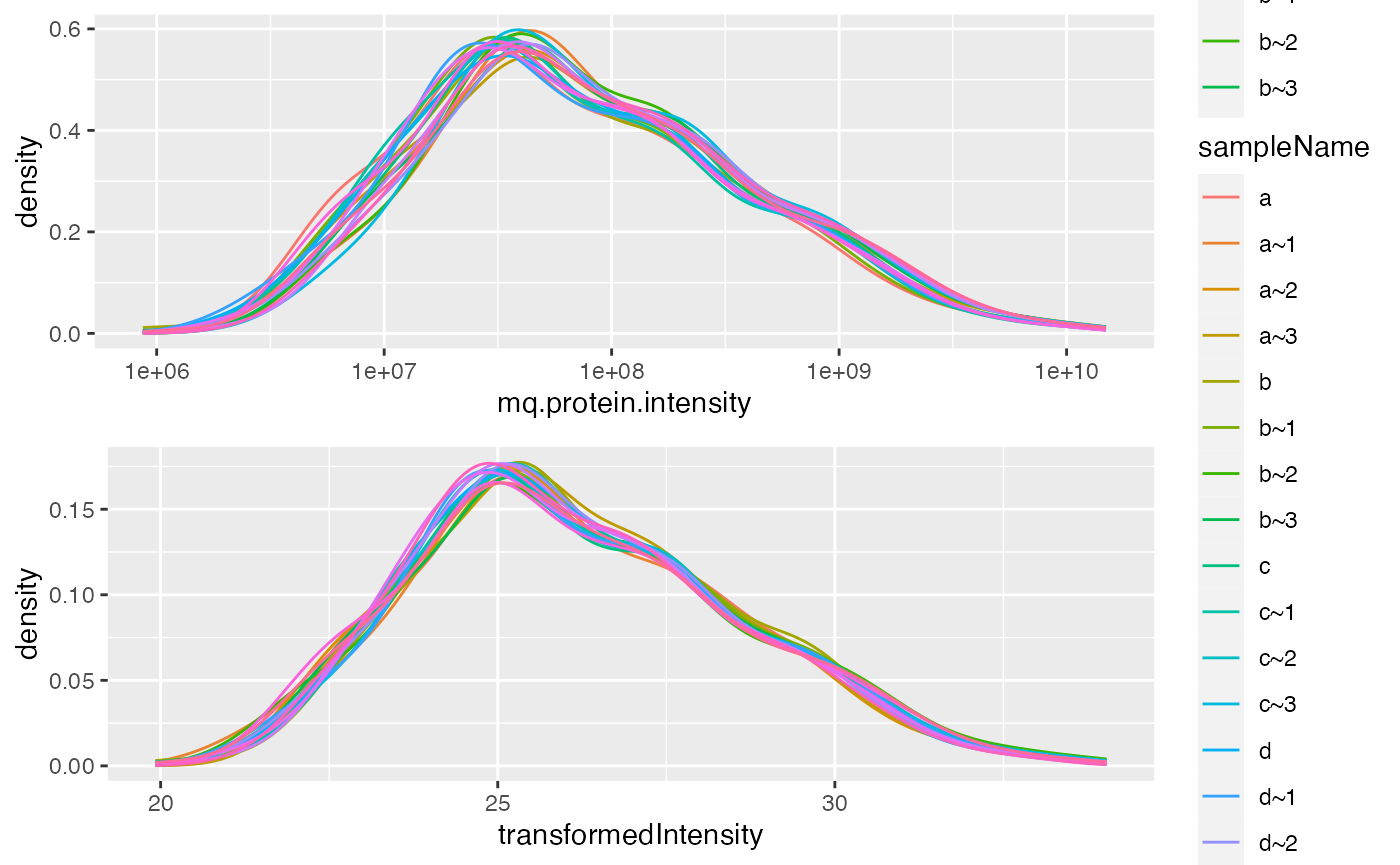 0.6
0.4
0.2
0.0
density
1e+06 1e+07 1e+08 1e+09 1e+10
mq.protein.intensity
0.15
0.10
0.05
0.00
density
20 25 30
transformedIntensity
b~2
b~3
sampleName
a
a~1
a~2
a~3
b
b~1
b~2
b~3
c
c~1
c~2
c~3
d
d~1
d~2